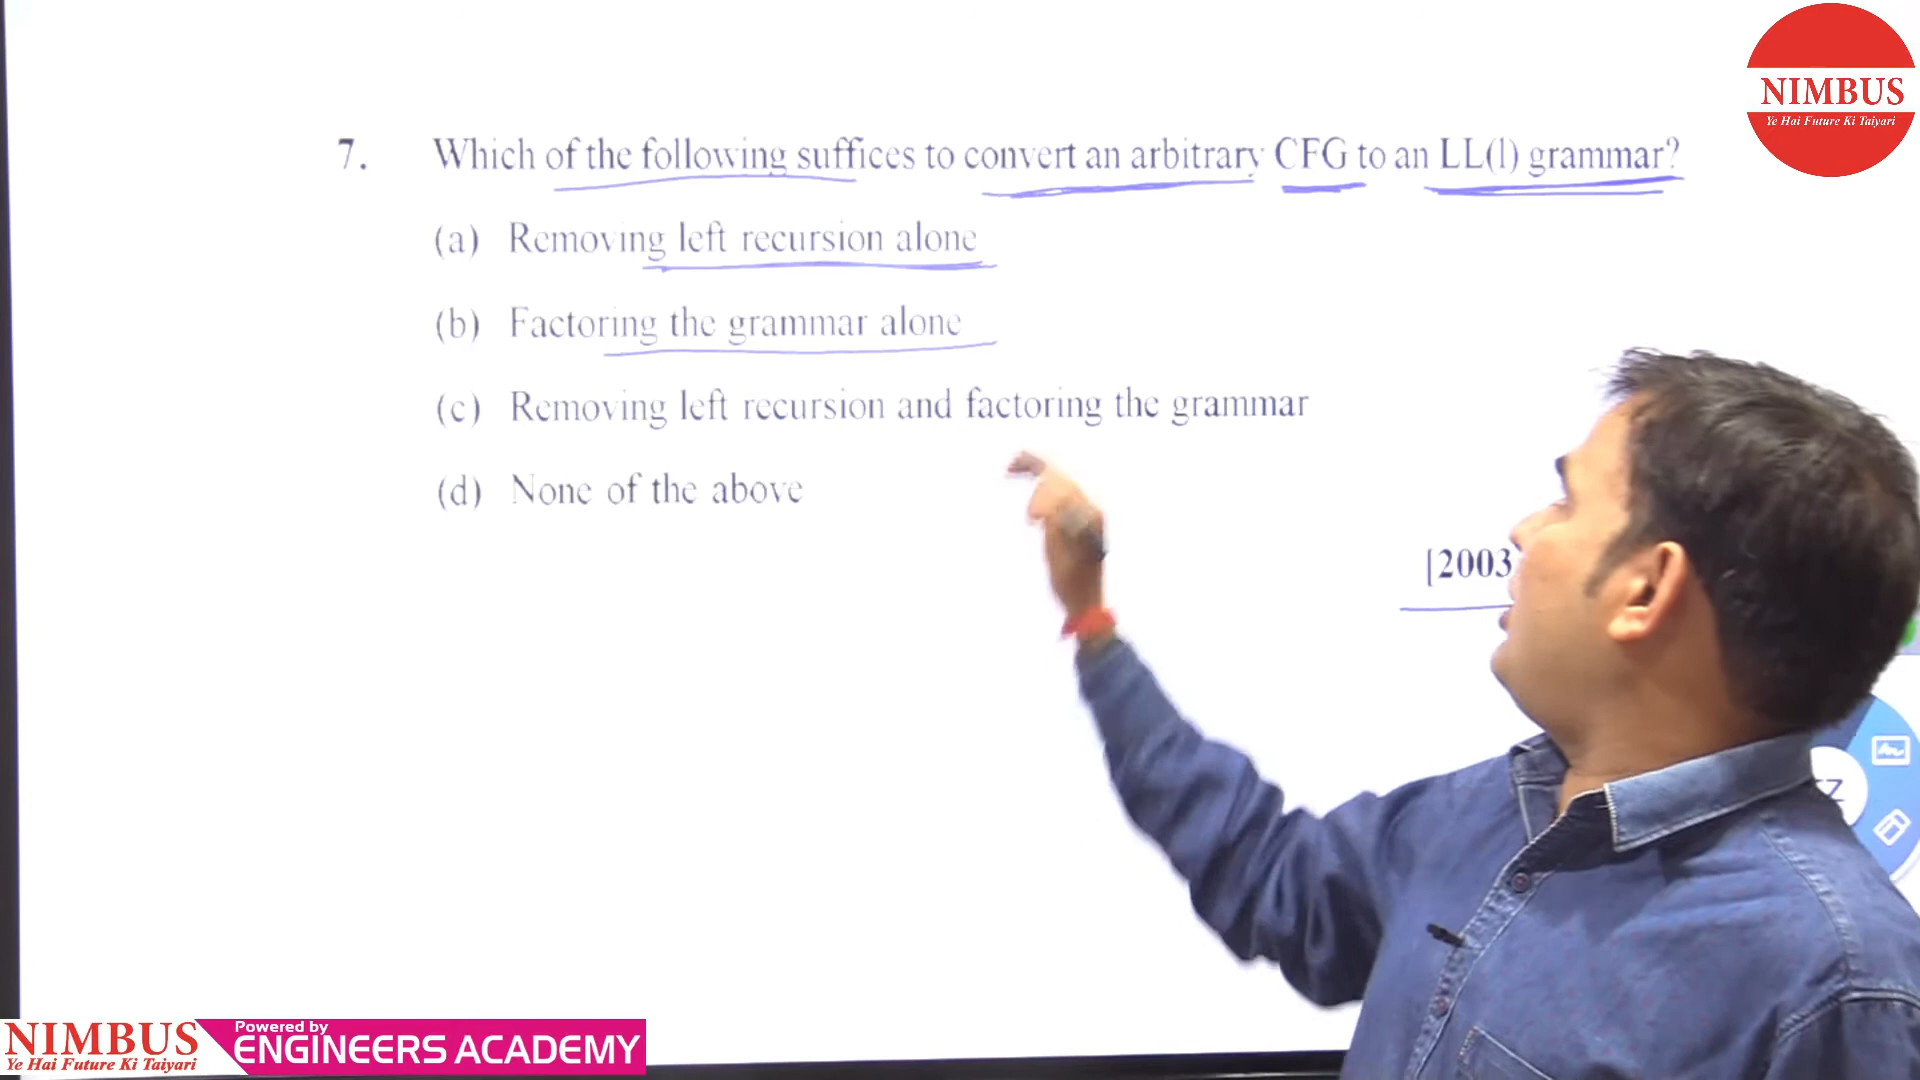 NIMBUS
Ye Hai Future Ki Taiyari
7. Which of the following suffices to convert an arbitrary CFG to an LL(l) grammar?
(a) Removing left recursion alone
(b) Factoring the grammar alone
(c) Removing left recursion and factoring the grammar
(d) None of the above
[2003
Z
NIMBUS
Ye Hai Future Ki Taiyari
Powered by
ENGINEERS ACADEMY